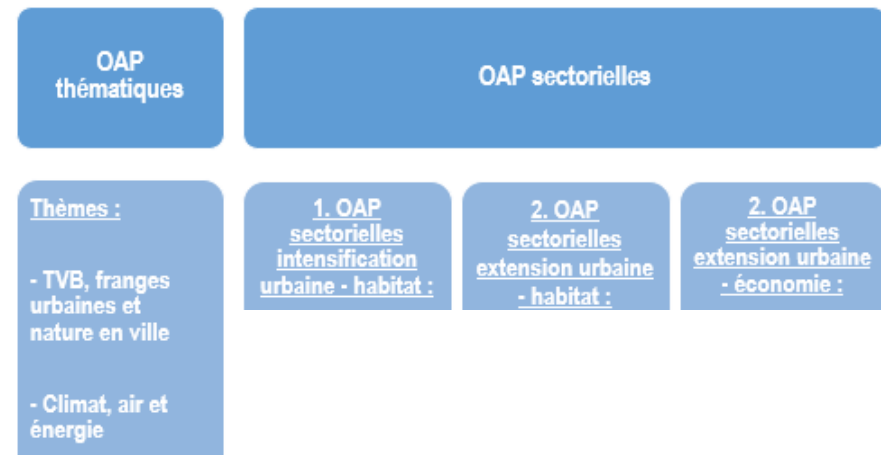 OAP
thématiques
OAP sectorielles
Thèmes :
- TVB, franges
urbaines et
nature en ville
- Climat, air et
énergie
1. OAP
sectorielles
intensification
urbaine - habitat :
2. OAP
sectorielles
extension urbaine
- habitat :
2. OAP
sectorielles
extension urbaine
- économie :